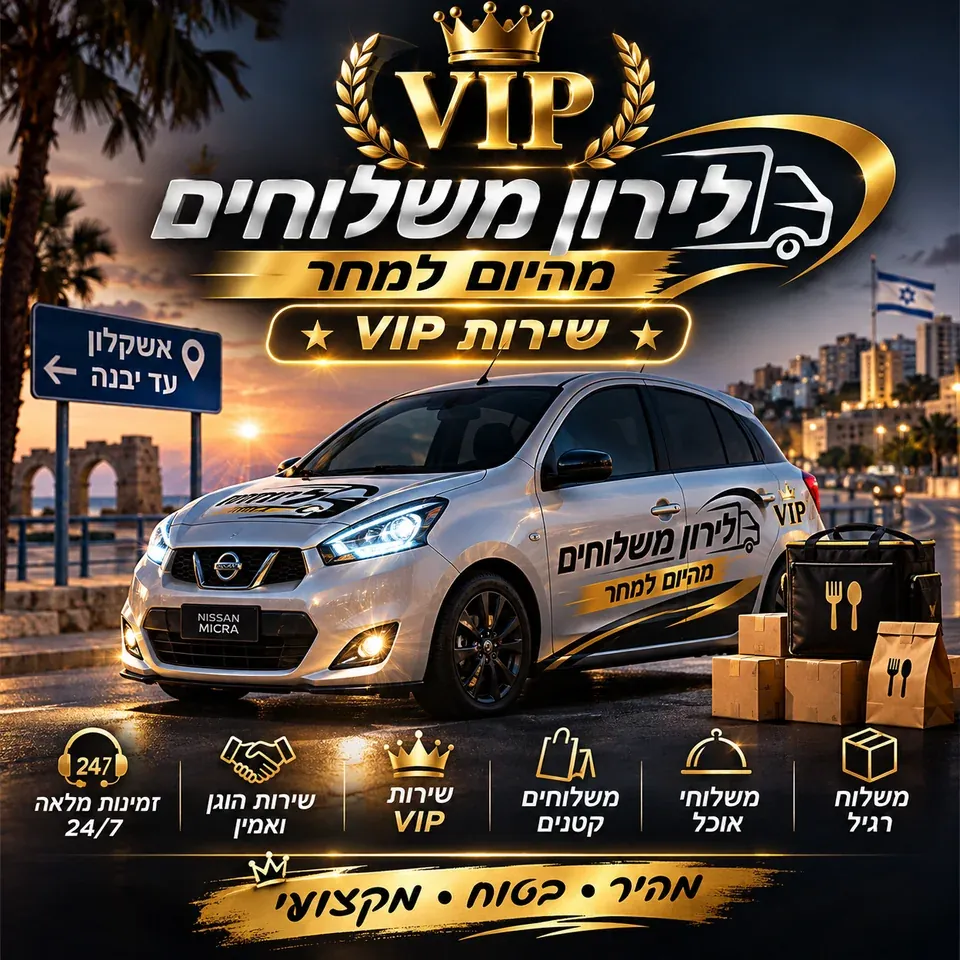 VIP
לירון משלוחים
מהיום למחר
★ שירות VIP ★
אשקלון
עד יבנה
לירון משלוחים
מהיום למחר
VIP
NISSAN
NISSAN
MICRA
247
זמינות מלאה
24/7
שירות הוגן
ואמין
שירות
VIP
משלוחים
קטנים
משלוחי
אוכל
משלוח
רגיל
מהיר • בטוח • מקצועי